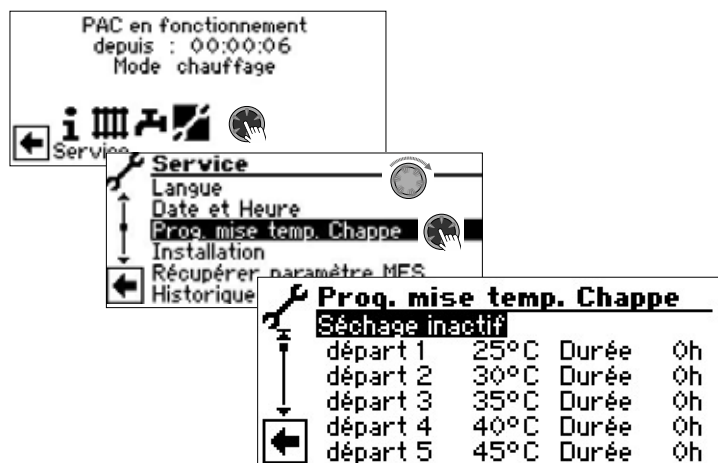 PAC en fonctionnement
depuis : 00:00:06
Mode chauffage
Service
Service
Langue
Date et Heure
Prog. mise temp. Chappe
Installation
Récupérer paramètre MES
Historique
Prog. mise temp. Chappe
Séchage inactif
départ 1 25°C Durée 0h
départ 2 30°C Durée 0h
départ 3 35°C Durée 0h
départ 4 40°C Durée 0h
départ 5 45°C Durée 0h